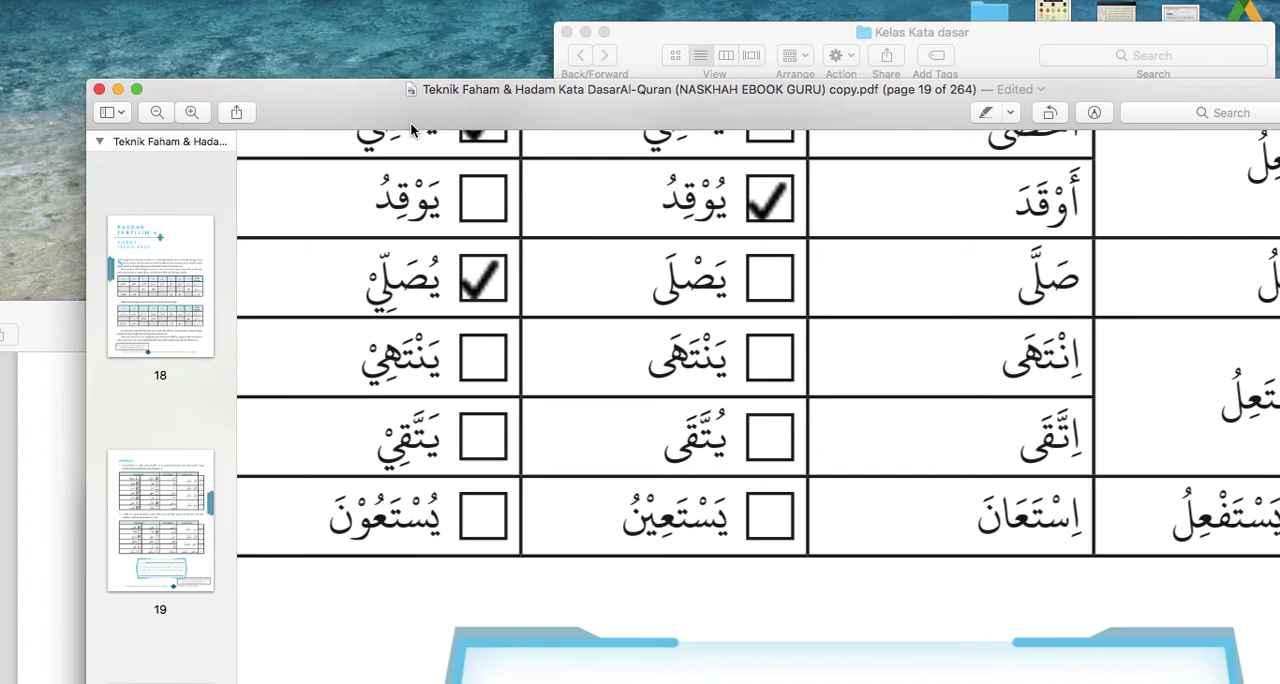 Kelas Kata dasar
Search
Back/Forward
View
Arrange
Action
Share
Add Tags
Search
Teknik Faham & Hadam Kata DasarAl-Quran (NASKHAH EBOOK GURU) copy.pdf (page 19 of 264) — Edited
Search
Teknik Faham & Hada...
أَوْقَدَ يُوْقِدُ يَوْقِدُ
صَلَّى يَصْلَى يُصَلِّيْ
اِنْتَهَى يَنْتَهَى يَنْتَهِيْ
اِتَّقَى يُتَّقَى يَتَّقِيْ
يَسْتَفْعِلُ اِسْتَعَانَ يَسْتَعِيْنُ يُسْتَعُوْنَ
18
19